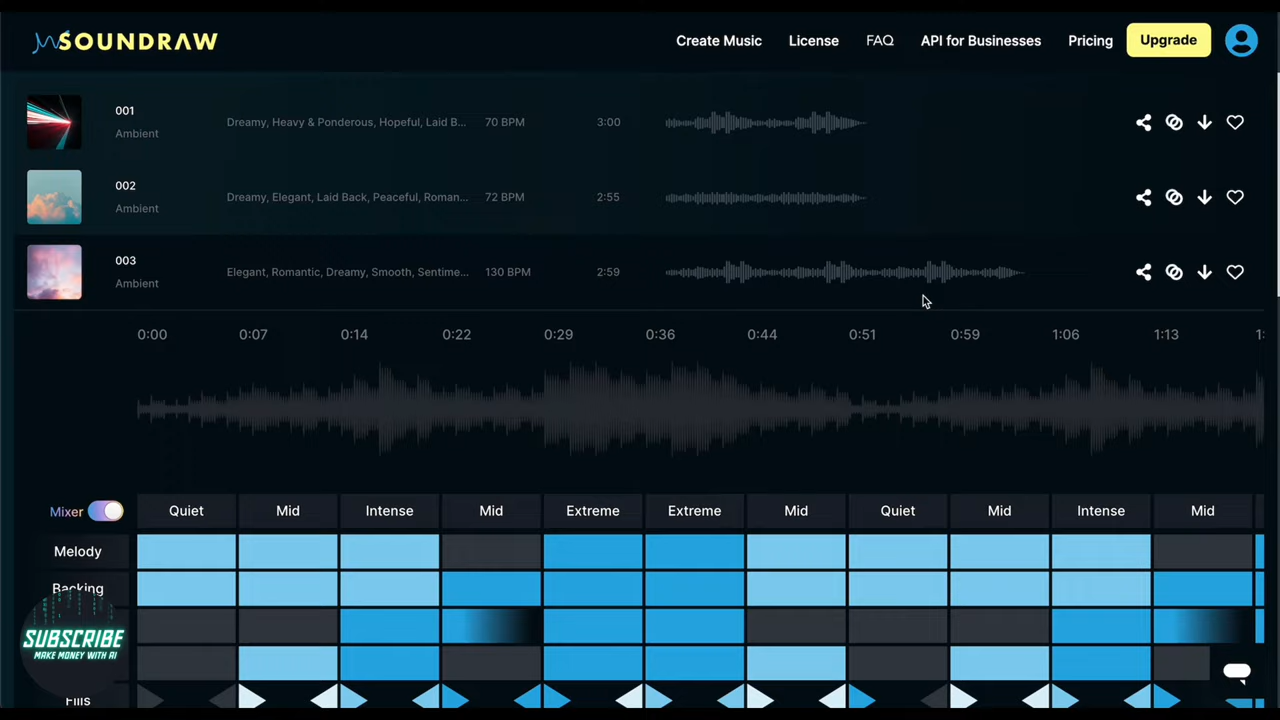 SOUNDRAW
Create Music License FAQ API for Businesses Pricing Upgrade
001
Ambient
Dreamy, Heavy & Ponderous, Hopeful, Laid B... 70 BPM 3:00
002
Ambient
Dreamy, Elegant, Laid Back, Peaceful, Roman... 72 BPM 2:55
003
Ambient
Elegant, Romantic, Dreamy, Smooth, Sentime... 130 BPM 2:59
0:00 0:07 0:14 0:22 0:29 0:36 0:44 0:51 0:59 1:06 1:13
Mixer Quiet Mid Intense Mid Extreme Extreme Mid Quiet Mid Intense Mid
Melody
Backing
SUBSCRIBE
MAKE MONEY WITH AI
Fills